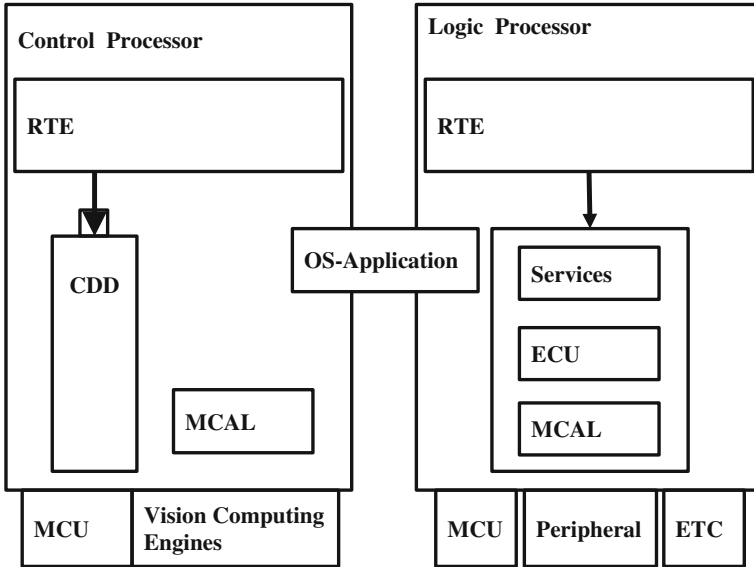 Control Processor
RTE
CDD
MCAL
MCU
Vision Computing
Engines
OS-Application
Logic Processor
RTE
Services
ECU
MCAL
MCU
Peripheral
ETC